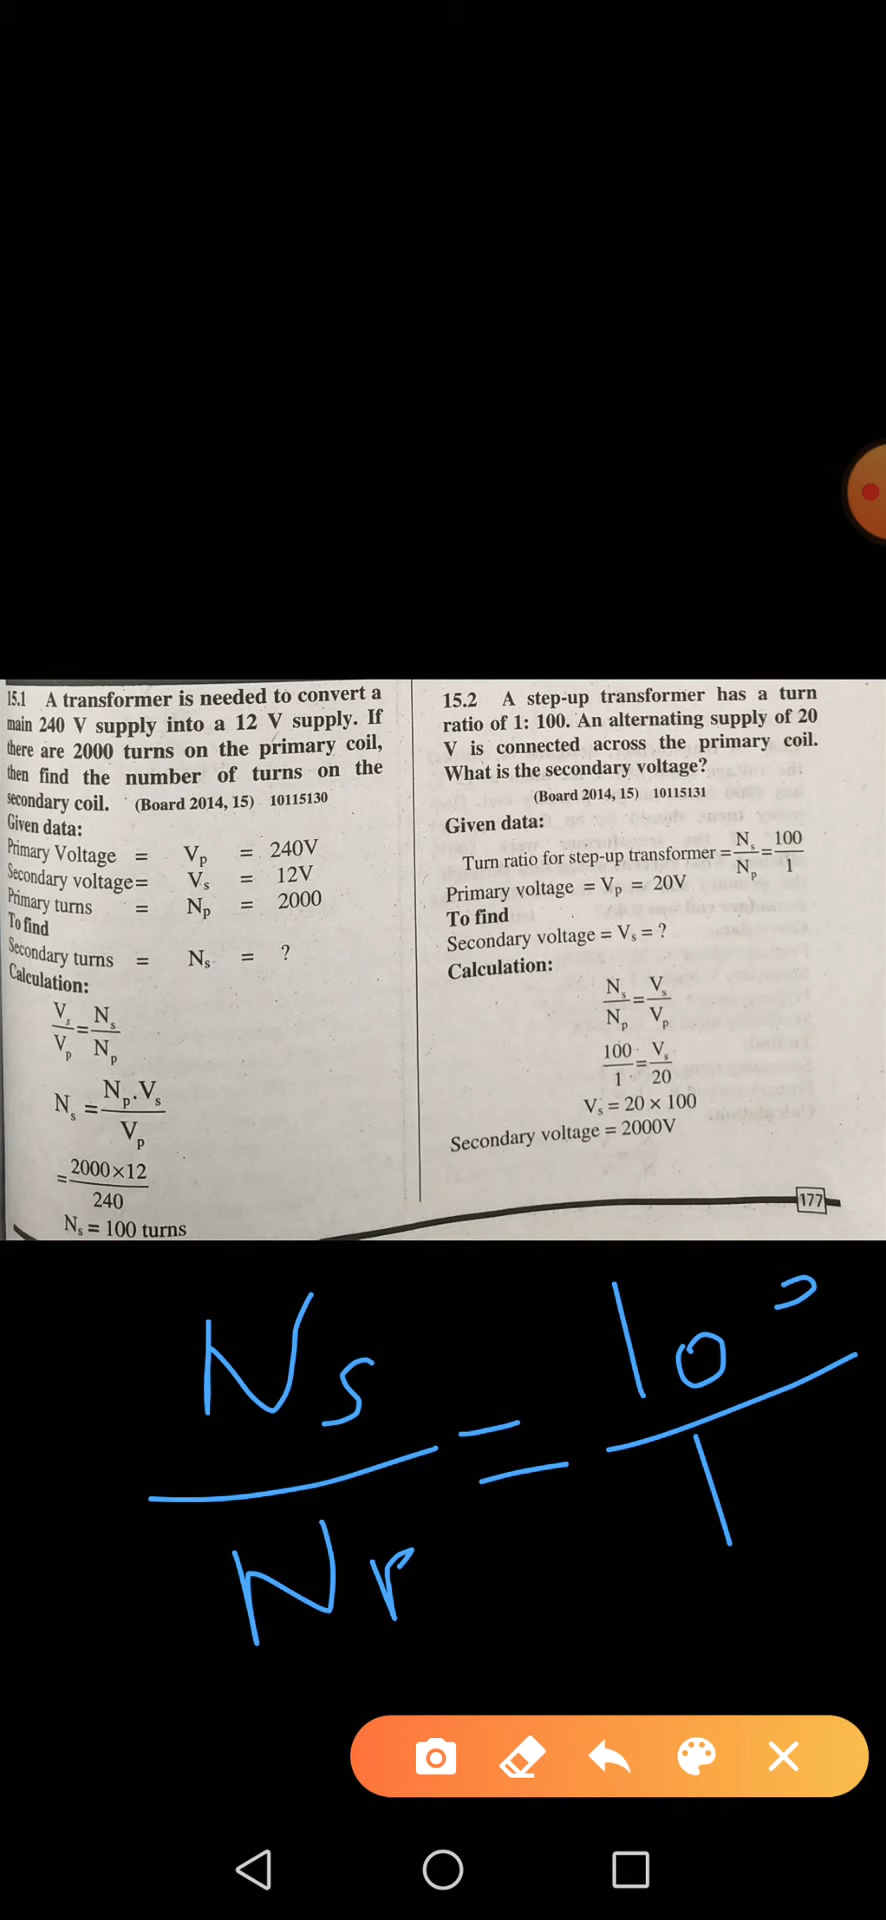 15.1 A transformer is needed to convert a
main 240 V supply into a 12 V supply. If
there are 2000 turns on the primary coil,
then find the number of turns on the
secondary coil. (Board 2014, 15) 10115130
Given data:
Primary Voltage = Vp = 240V
Secondary voltage= Vs = 12V
Primary turns = Np = 2000
To find
Secondary turns = Ns = ?
Calculation:
Vs/Vp = Ns/Np
Ns = Np.Vs/Vp
= 2000×12/240
Ns = 100 turns
15.2 A step-up transformer has a turn
ratio of 1: 100. An alternating supply of 20
V is connected across the primary coil.
What is the secondary voltage?
(Board 2014, 15) 10115131
Given data:
Turn ratio for step-up transformer = Ns/Np = 100/1
Primary voltage = Vp = 20V
To find
Secondary voltage = Vs = ?
Calculation:
Ns/Np = Vs/Vp
100/1 = Vs/20
Vs = 20 × 100
Secondary voltage = 2000V
177
Ns/Np = 100/1